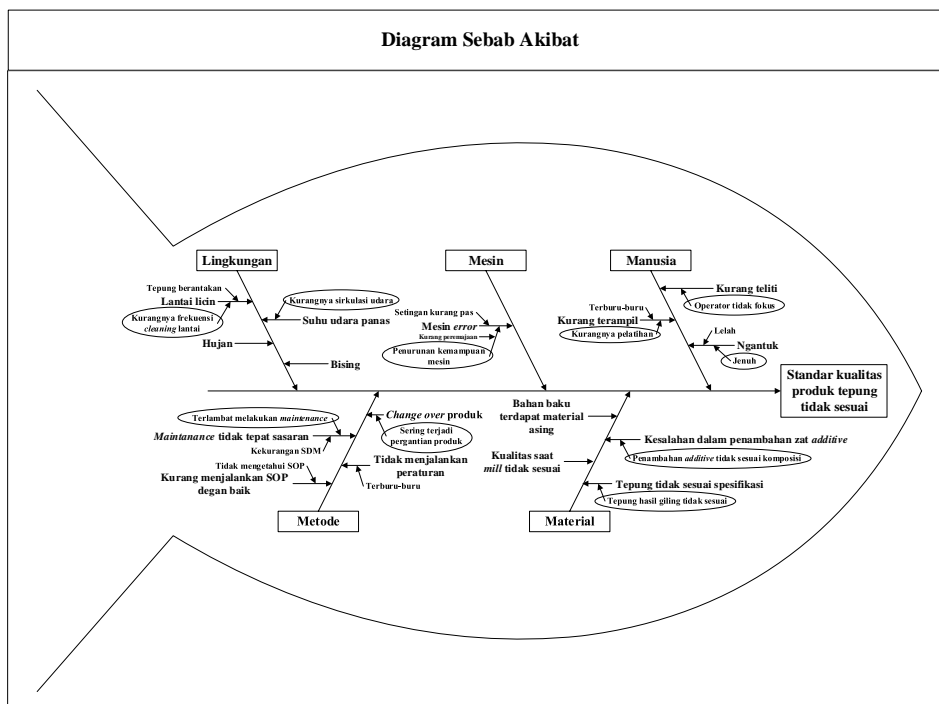 Diagram Sebab Akibat
Lingkungan
Tepung berantakan
Lantai licin
Kurangnya frekuensi
cleaning lantai
Kurangnya sirkulasi udara
Suhu udara panas
Hujan
Bising
Mesin
Setingan kurang pas
Mesin error
Kurang peremajaan
Penurunan kemampuan
mesin
Manusia
Kurang teliti
Operator tidak fokus
Terburu-buru
Kurang terampil
Kurangnya pelatihan
Lelah
Ngantuk
Jenuh
Standar kualitas
produk tepung
tidak sesuai
Change over produk
Sering terjadi
pergantian produk
Terlambat melakukan maintenance
Maintanance tidak tepat sasaran
Kekurangan SDM
Tidak menjalankan
peraturan
Terburu-buru
Tidak mengetahui SOP
Kurang menjalankan SOP
degan baik
Metode
Bahan baku
terdapat material
asing
Kesalahan dalam penambahan zat additive
Penambahan additive tidak sesuai komposisi
Kualitas saat
mill tidak sesuai
Tepung tidak sesuai spesifikasi
Tepung hasil giling tidak sesuai
Material